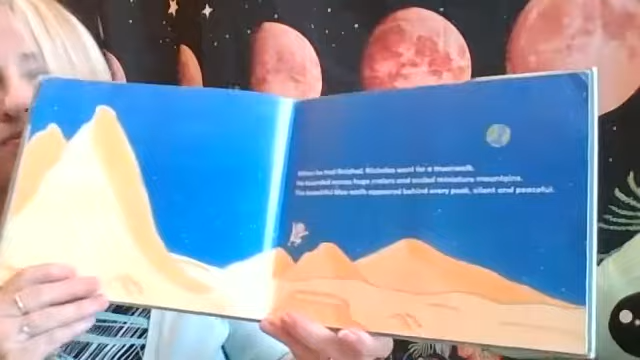 When he had finished, Nicholas went for a moonwalk.
He bounded across huge craters and scaled miniature mountains.
The beautiful blue earth appeared behind every peak, silent and peaceful.